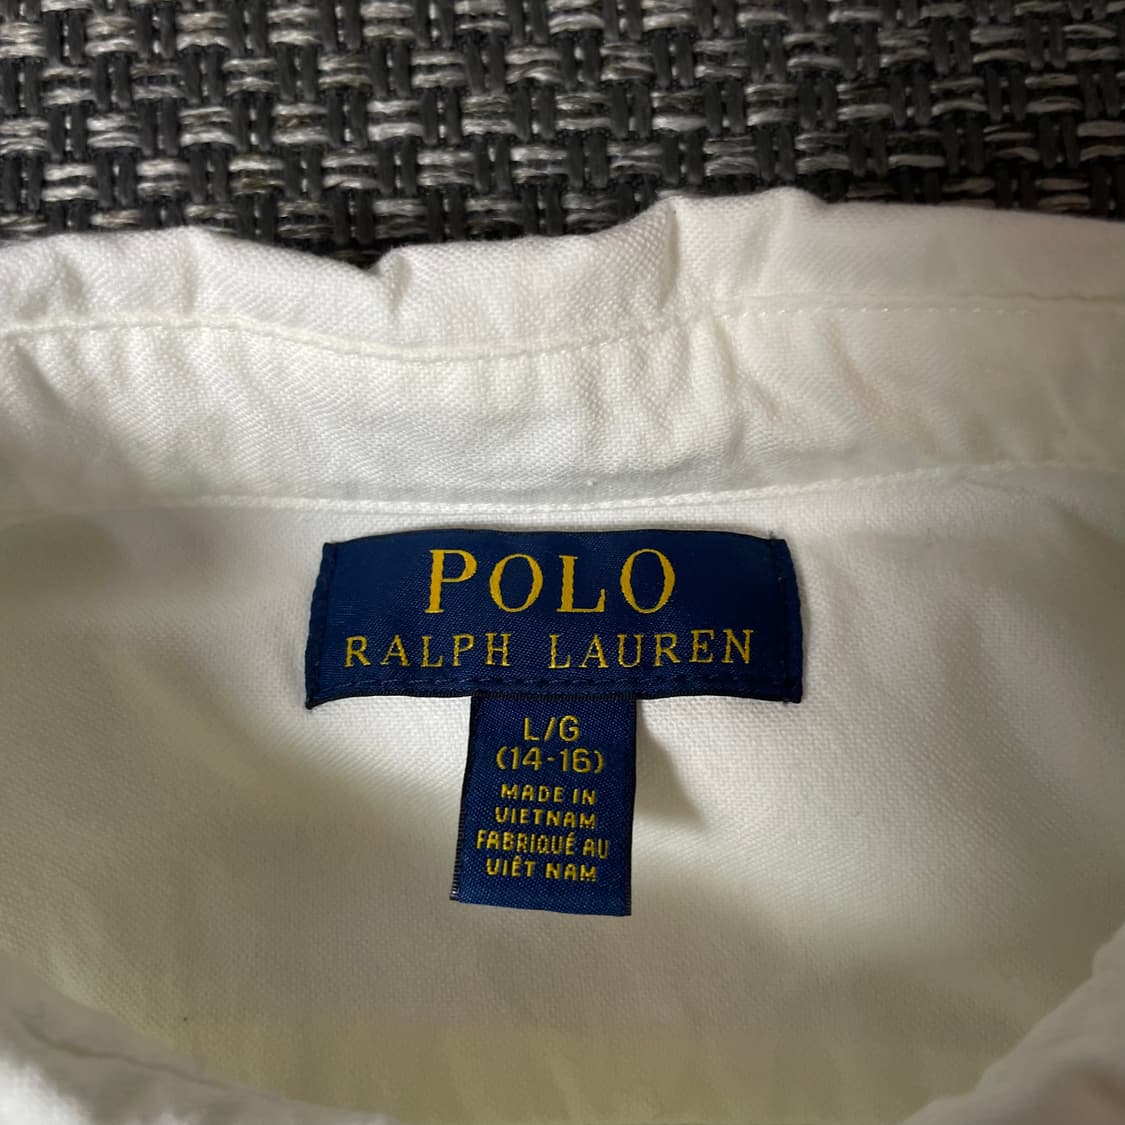 POLO
RALPH LAUREN
L/G
(14-16)
MADE IN
VIETNAM
FABRIQUÉ AU
VIÊT NAM